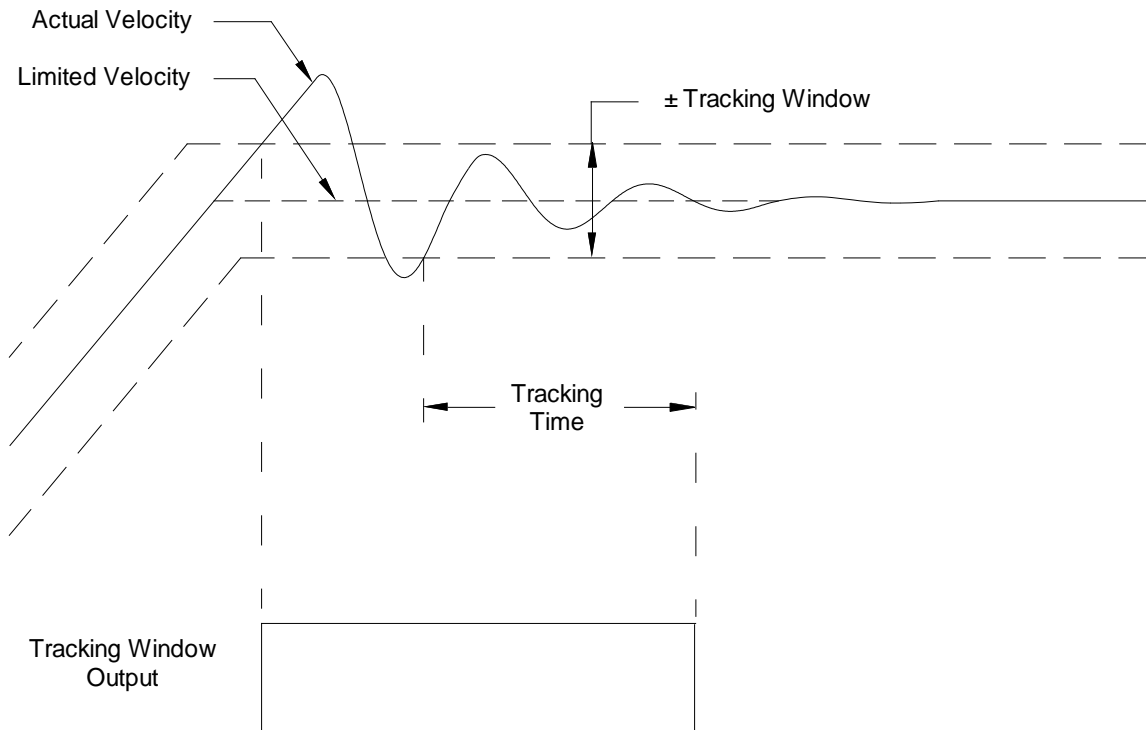 Actual Velocity
Limited Velocity
± Tracking Window
Tracking
Time
Tracking Window
Output